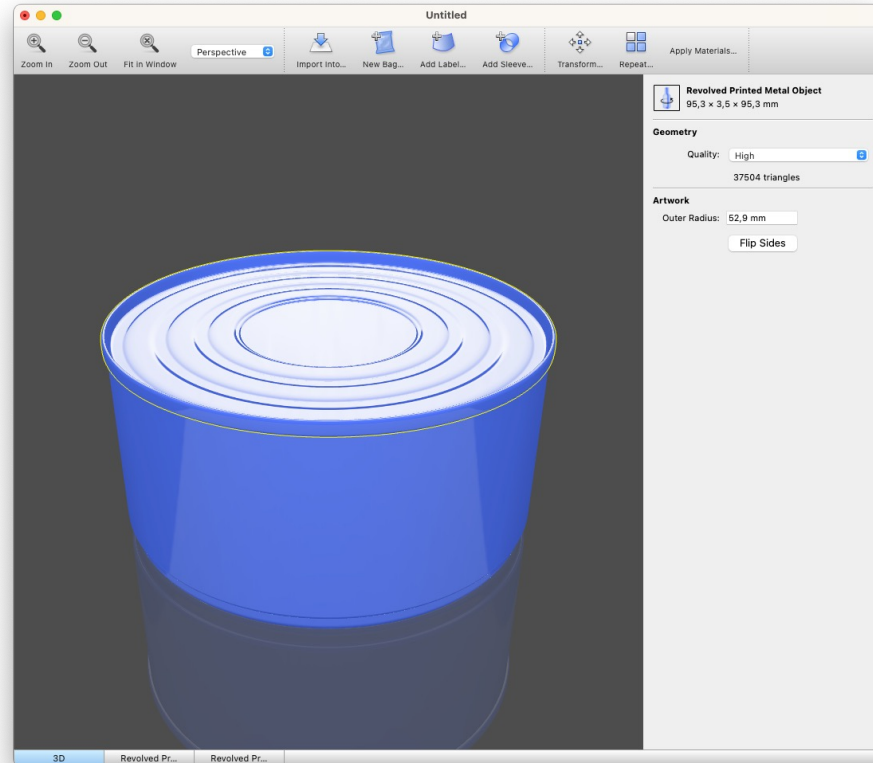 Untitled
Zoom In
Zoom Out
Fit in Window
Perspective
Import Into...
New Bag...
Add Label...
Add Sleeve...
Transform...
Repeat...
Apply Materials...
Revolved Printed Metal Object
95,3 × 3,5 × 95,3 mm
Geometry
Quality: High
37504 triangles
Artwork
Outer Radius: 52,9 mm
Flip Sides
3D
Revolved Pr...
Revolved Pr...